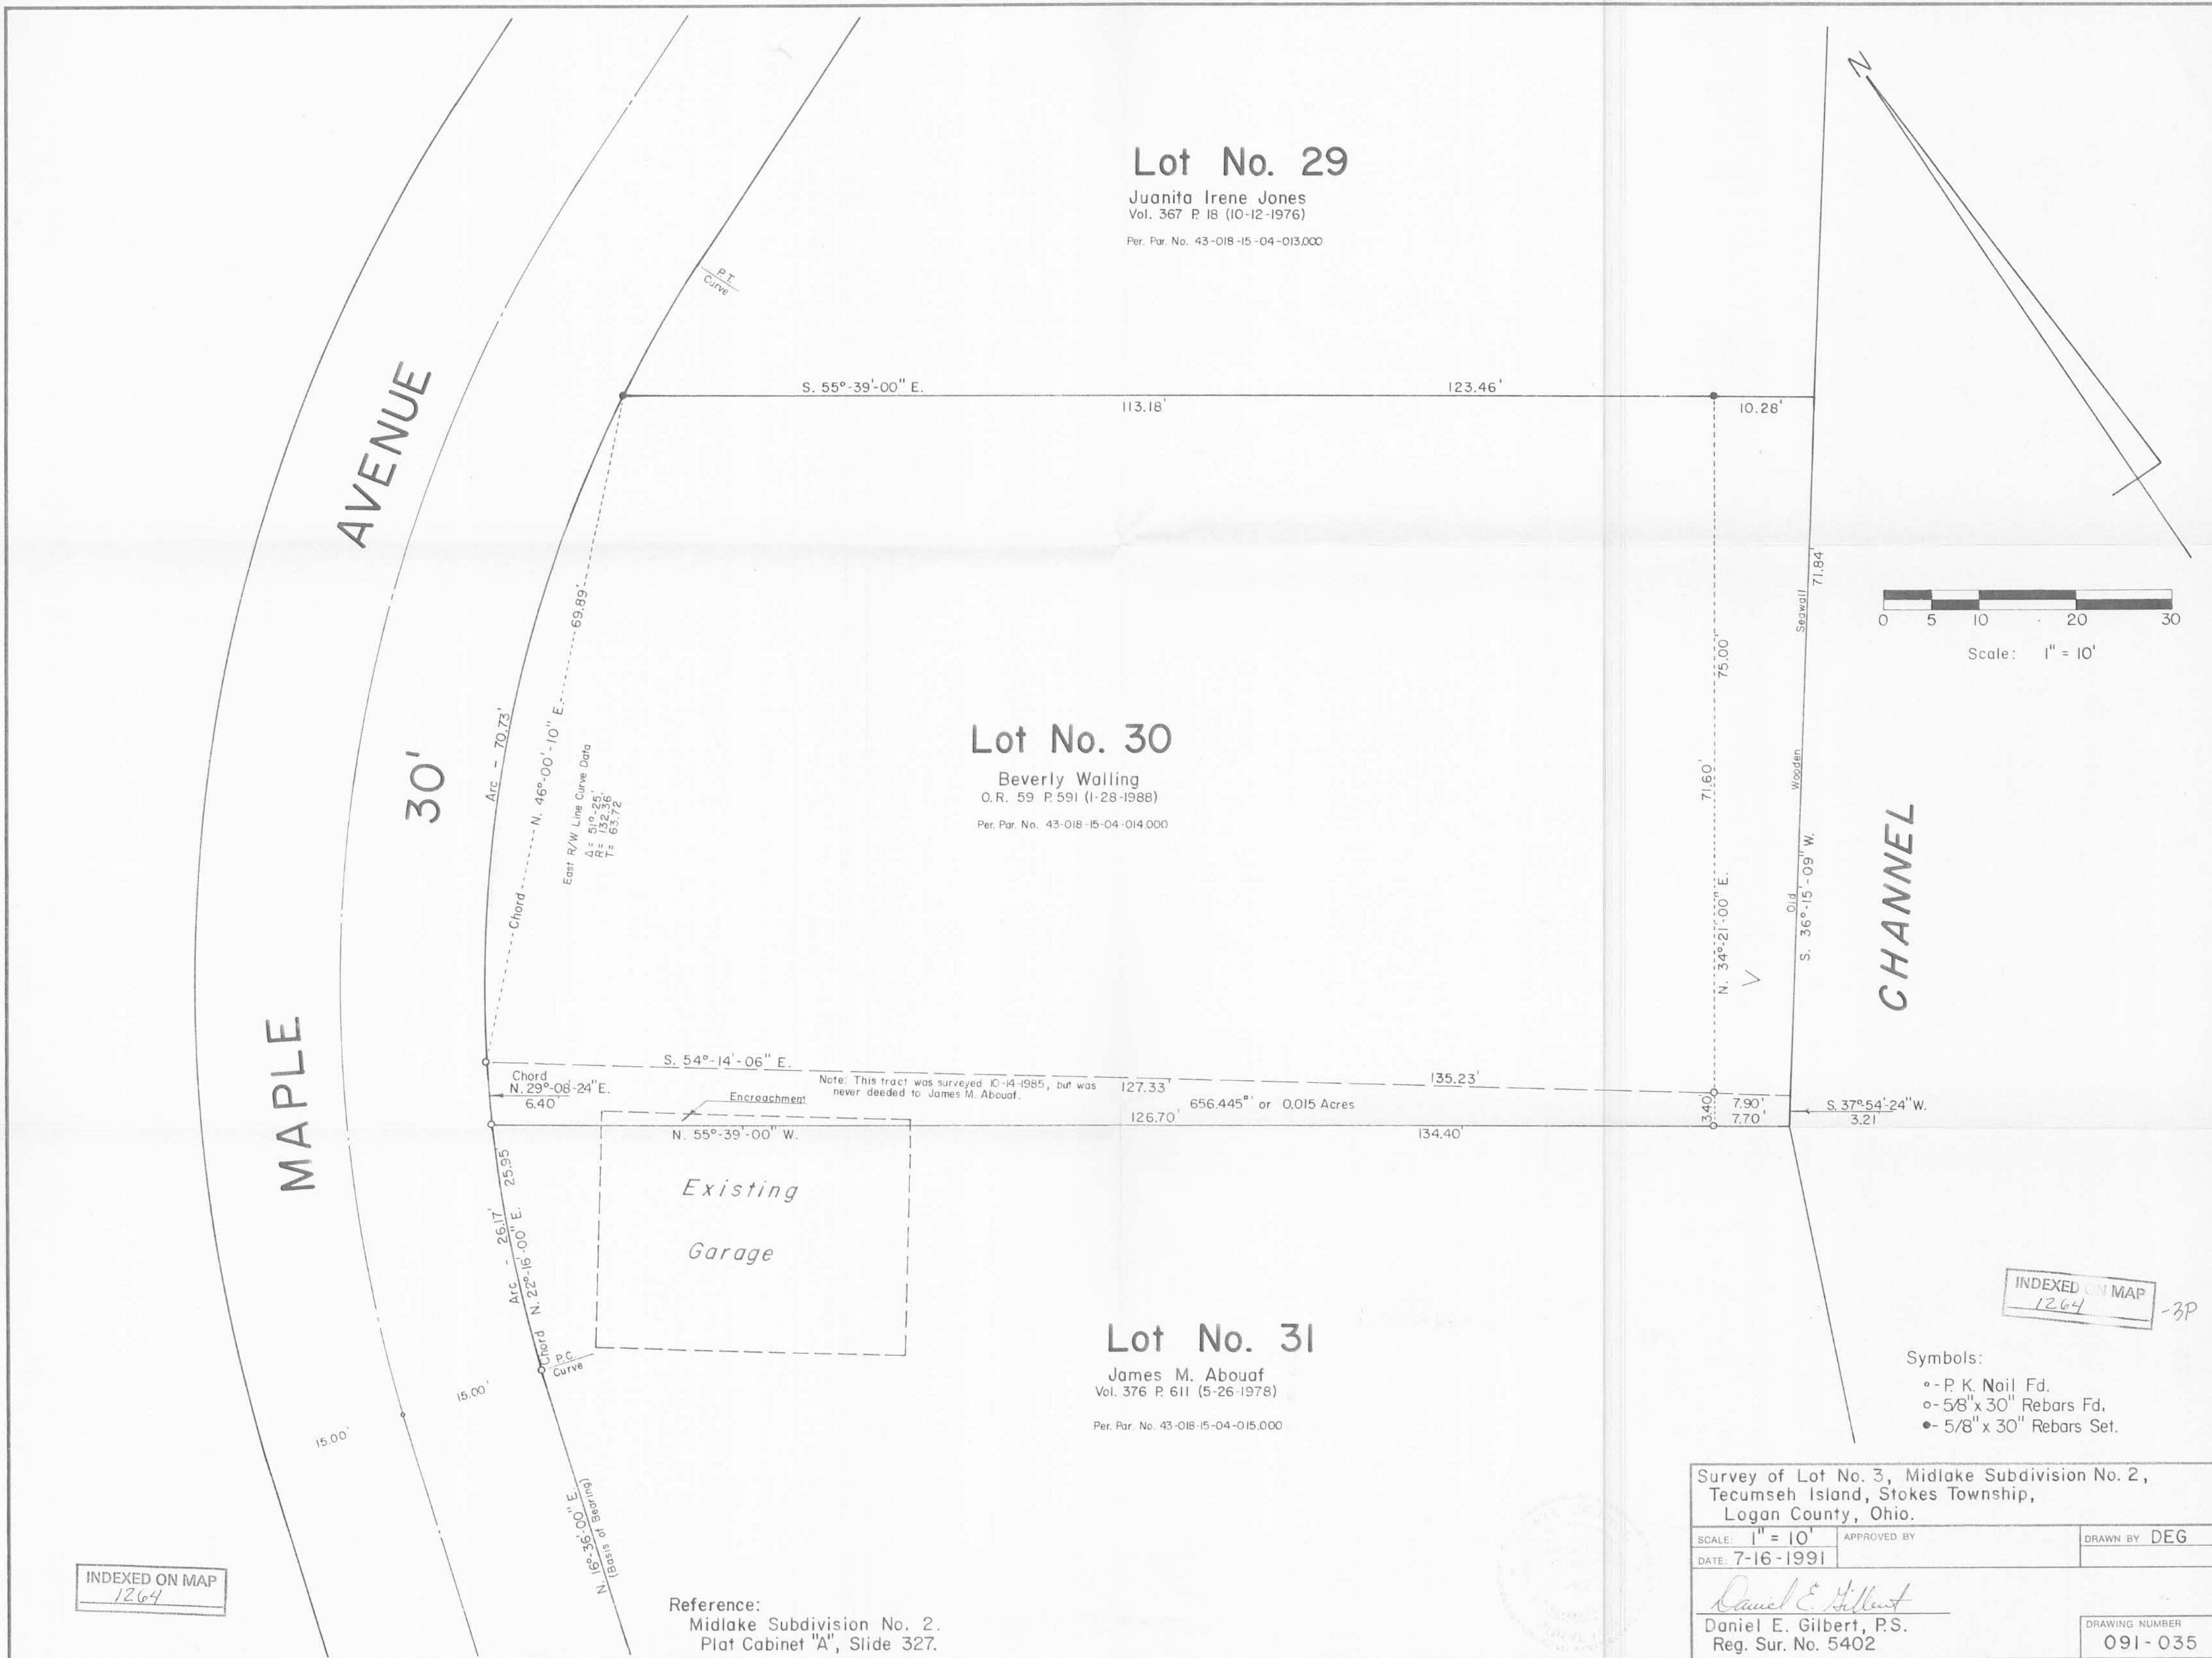 N
Lot No. 29
Juanita Irene Jones
Vol. 367 P. 18 (10-12-1976)
Per. Par. No. 43-018-15-04-013.000
P.T.
Curve
S. 55°-39'-00" E.
123.46'
113.18'
10.28'
MAPLE
30'
AVENUE
Arc - 70.73'
Chord N. 46°-00'-10" E. 69.89'
East R/W Line Curve Data
Δ = 51°-25'
R = 132.36'
T = 63.72
Lot No. 30
Beverly Walling
O.R. 59 P. 591 (1-28-1988)
Per. Par. No. 43-018-15-04-014.000
N. 34°-21'-00" E.
71.60'
75.00'
Old Wooden Seawall
S. 36°-15'-09" W.
71.84'
CHANNEL
0 5 10 20 30
Scale: 1" = 10'
S. 54°-14'-06" E.
135.23'
Chord
N. 29°-08'-24" E.
6.40'
Note: This tract was surveyed 10-14-1985, but was
never deeded to James M. Abouaf.
127.33'
656.445□' or 0.015 Acres
Encroachment
126.70'
N. 55°-39'-00" W.
134.40'
3.40'
7.90'
7.70'
S. 37°-54'-24" W.
3.21'
Existing
Garage
Arc - 26.17'
Chord N. 22°-16'-00" E. 25.95
P.C.
Curve
15.00'
15.00'
N. 16°-36'-00" E.
(Basis of Bearing)
Lot No. 31
James M. Abouaf
Vol. 376 P. 611 (5-26-1978)
Per. Par. No. 43-018-15-04-015.000
INDEXED ON MAP
1264
-3P
Symbols:
∘ - P. K. Nail Fd.
o - 5/8" x 30" Rebars Fd.
● - 5/8" x 30" Rebars Set.
INDEXED ON MAP
1264
Reference:
Midlake Subdivision No. 2.
Plat Cabinet "A", Slide 327.
Survey of Lot No. 3, Midlake Subdivision No. 2,
Tecumseh Island, Stokes Township,
Logan County, Ohio.
SCALE: 1" = 10'
APPROVED BY
DRAWN BY DEG
DATE: 7-16-1991
Daniel E. Gilbert
Daniel E. Gilbert, P.S.
Reg. Sur. No. 5402
DRAWING NUMBER
091-035